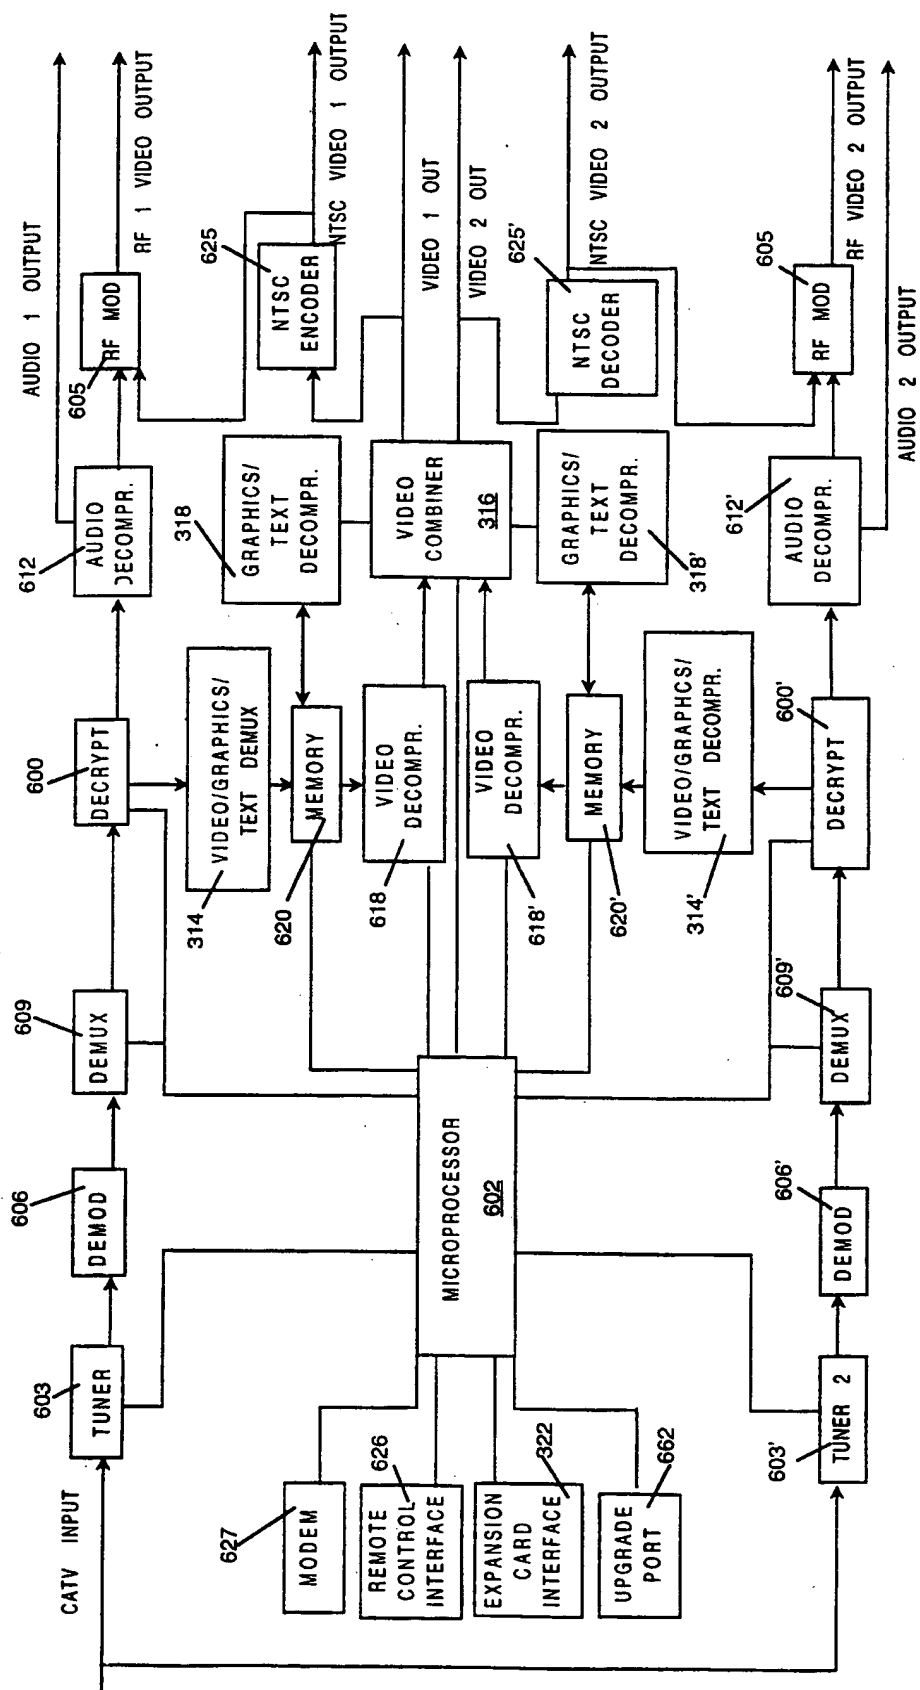 CATV INPUT
603
TUNER
606
DEMOD
609
DEMUX
600
DECRYPT
612
AUDIO
DECOMPR.
605
RF MOD
AUDIO 1 OUTPUT
RF 1 VIDEO OUTPUT
314
VIDEO/GRAPHICS/
TEXT DEMUX
318
GRAPHICS/
TEXT
DECOMPR.
625
NTSC
ENCODER
NTSC VIDEO 1 OUTPUT
627
MODEM
620
MEMORY
626
REMOTE
CONTROL
INTERFACE
618
VIDEO
DECOMPR.
VIDEO
COMBINER
316
VIDEO 1 OUT
VIDEO 2 OUT
MICROPROCESSOR
602
322
EXPANSION
CARD
INTERFACE
618'
VIDEO
DECOMPR.
318'
GRAPHICS/
TEXT
DECOMPR.
625'
NTSC
DECODER
NTSC VIDEO 2 OUTPUT
662
UPGRADE
PORT
620'
MEMORY
314'
VIDEO/GRAPHCS/
TEXT DECOMPR.
603'
TUNER 2
606'
DEMOD
609'
DEMUX
600'
DECRYPT
612'
AUDIO
DECOMPR.
605
RF MOD
RF VIDEO 2 OUTPUT
AUDIO 2 OUTPUT